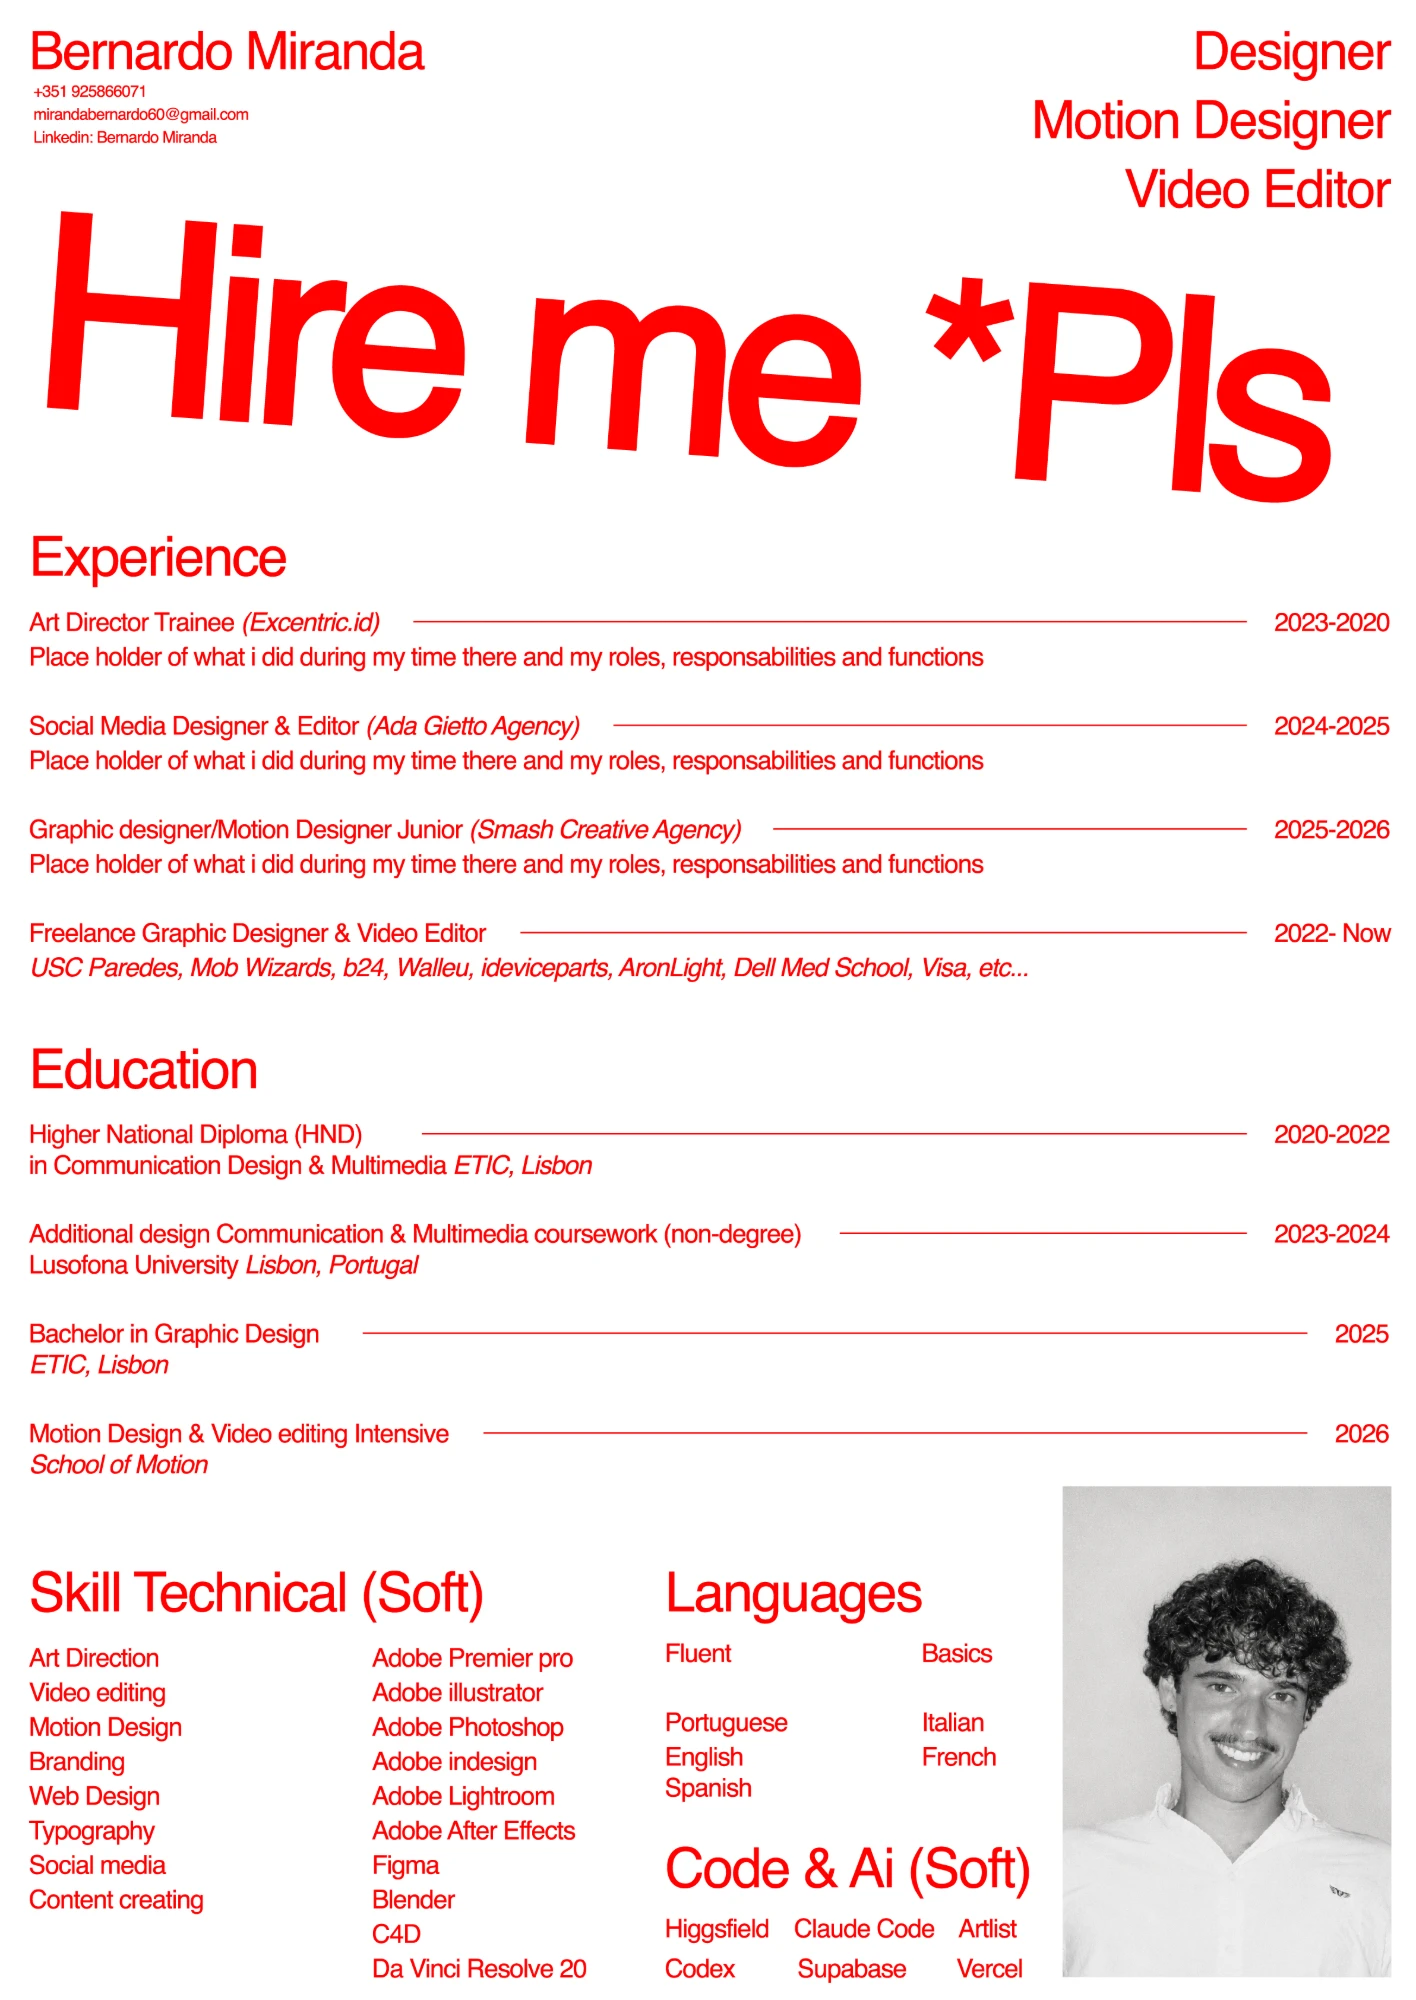 Bernardo Miranda
+351 925866071
mirandabernardo60@gmail.com
Linkedin: Bernardo Miranda
Designer
Motion Designer
Video Editor
Hire me *Pls
Experience
Art Director Trainee (Excentric.id) 2023-2020
Place holder of what i did during my time there and my roles, responsabilities and functions
Social Media Designer & Editor (Ada Gietto Agency) 2024-2025
Place holder of what i did during my time there and my roles, responsabilities and functions
Graphic designer/Motion Designer Junior (Smash Creative Agency) 2025-2026
Place holder of what i did during my time there and my roles, responsabilities and functions
Freelance Graphic Designer & Video Editor 2022- Now
USC Paredes, Mob Wizards, b24, Walleu, ideviceparts, AronLight, Dell Med School, Visa, etc...
Education
Higher National Diploma (HND) 2020-2022
in Communication Design & Multimedia ETIC, Lisbon
Additional design Communication & Multimedia coursework (non-degree) 2023-2024
Lusofona University Lisbon, Portugal
Bachelor in Graphic Design 2025
ETIC, Lisbon
Motion Design & Video editing Intensive 2026
School of Motion
Skill Technical (Soft)
Art Direction
Video editing
Motion Design
Branding
Web Design
Typography
Social media
Content creating
Adobe Premier pro
Adobe illustrator
Adobe Photoshop
Adobe indesign
Adobe Lightroom
Adobe After Effects
Figma
Blender
C4D
Da Vinci Resolve 20
Languages
Fluent
Portuguese
English
Spanish
Basics
Italian
French
Code & Ai (Soft)
Higgsfield Claude Code Artlist
Codex Supabase Vercel